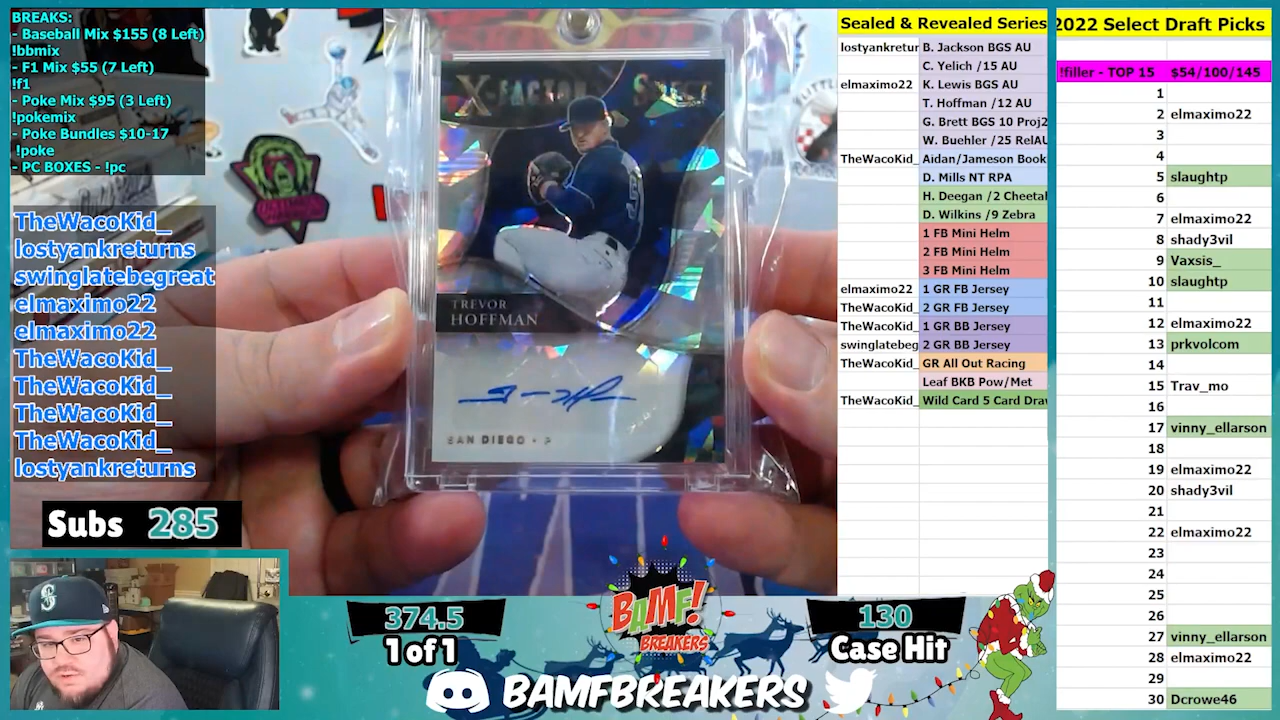 BREAKS:
- Baseball Mix $155 (8 Left)
!bbmix
- F1 Mix $55 (7 Left)
!f1
- Poke Mix $95 (3 Left)
!pokemix
- Poke Bundles $10-17
!poke
- PC BOXES - !pc
TheWacoKid_
lostyankreturns
swinglatebegreat
elmaximo22
elmaximo22
TheWacoKid_
TheWacoKid_
TheWacoKid_
TheWacoKid_
lostyankreturns
Subs 285
X-FACTOR
TREVOR
HOFFMAN
SAN DIEGO • P
374.5
1 of 1
BAMF!
BREAKERS
130
Case Hit
BAMFBREAKERS
Sealed & Revealed Series
lostyankretur B. Jackson BGS AU
C. Yelich /15 AU
elmaximo22 K. Lewis BGS AU
T. Hoffman /12 AU
G. Brett BGS 10 Proj2
W. Buehler /25 RelAU
TheWacoKid_ Aidan/Jameson Book
D. Mills NT RPA
H. Deegan /2 Cheetal
D. Wilkins /9 Zebra
1 FB Mini Helm
2 FB Mini Helm
3 FB Mini Helm
elmaximo22 1 GR FB Jersey
TheWacoKid_ 2 GR FB Jersey
TheWacoKid_ 1 GR BB Jersey
swinglatebeg 2 GR BB Jersey
TheWacoKid_ GR All Out Racing
Leaf BKB Pow/Met
TheWacoKid_ Wild Card 5 Card Dra
2022 Select Draft Picks
!filler - TOP 15 $54/100/145
1
2 elmaximo22
3
4
5 slaughtp
6
7 elmaximo22
8 shady3vil
9 Vaxsis_
10 slaughtp
11
12 elmaximo22
13 prkvolcom
14
15 Trav_mo
16
17 vinny_ellarson
18
19 elmaximo22
20 shady3vil
21
22 elmaximo22
23
24
25
26
27 vinny_ellarson
28 elmaximo22
29
30 Dcrowe46